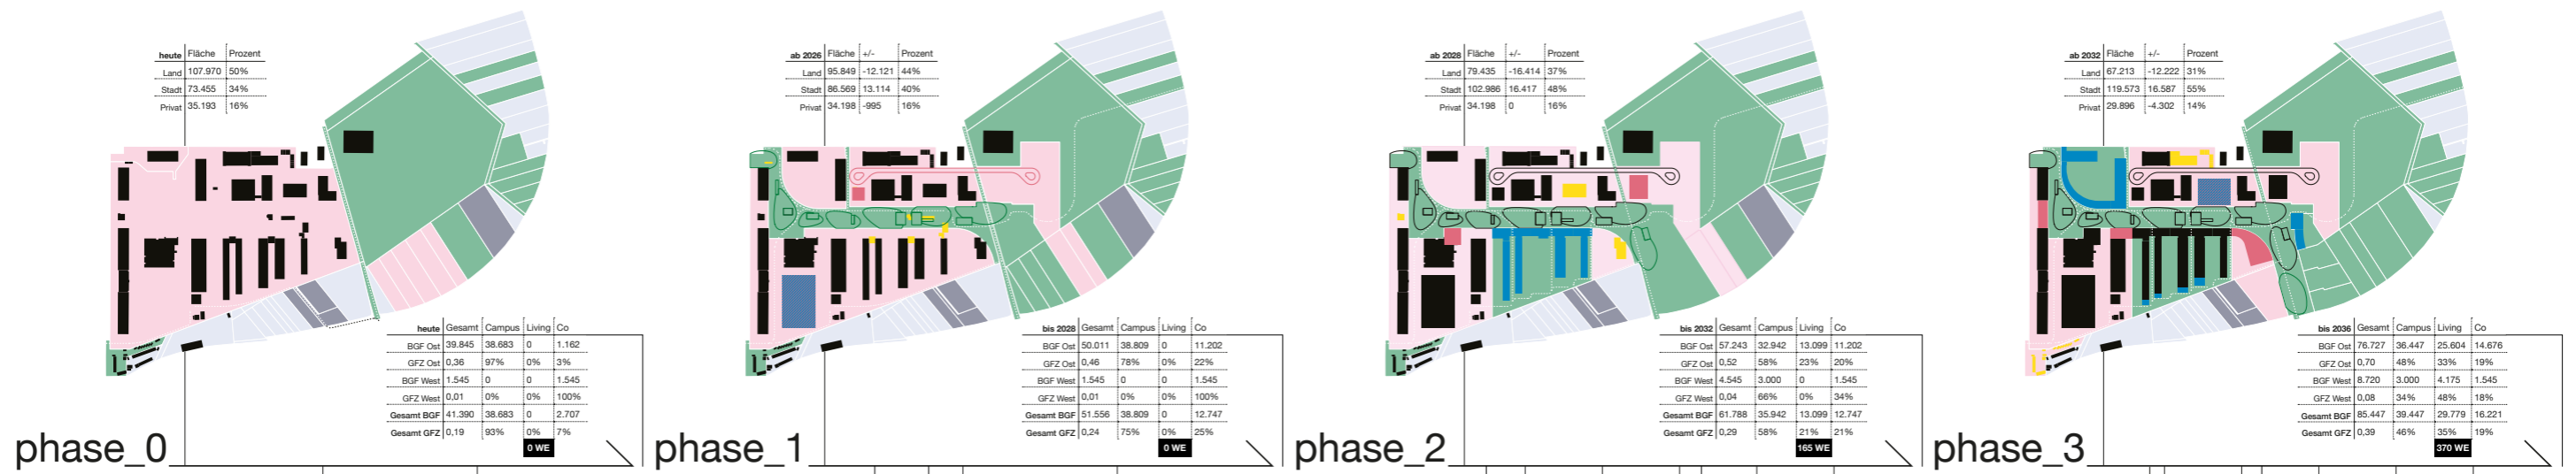 heute Fläche Prozent
Land 107.970 50%
Stadt 73.455 34%
Privat 35.193 16%
heute Gesamt Campus Living Co
BGF Ost 39.845 38.683 0 1.162
GFZ Ost 0,36 97% 0% 3%
BGF West 1.545 0 0 1.545
GFZ West 0,01 0% 0% 100%
Gesamt BGF 41.390 38.683 0 2.707
Gesamt GFZ 0,19 93% 0% 7%
0 WE
phase_0
ab 2026 Fläche +/- Prozent
Land 95.849 -12.121 44%
Stadt 86.569 13.114 40%
Privat 34.198 -995 16%
bis 2028 Gesamt Campus Living Co
BGF Ost 50.011 38.809 0 11.202
GFZ Ost 0,46 78% 0% 22%
BGF West 1.545 0 0 1.545
GFZ West 0,01 0% 0% 100%
Gesamt BGF 51.556 38.809 0 12.747
Gesamt GFZ 0,24 75% 0% 25%
0 WE
phase_1
ab 2028 Fläche +/- Prozent
Land 79.435 -16.414 37%
Stadt 102.986 16.417 48%
Privat 34.198 0 16%
bis 2032 Gesamt Campus Living Co
BGF Ost 57.243 32.942 13.099 11.202
GFZ Ost 0,52 58% 23% 20%
BGF West 4.545 3.000 0 1.545
GFZ West 0,04 66% 0% 34%
Gesamt BGF 61.788 35.942 13.099 12.747
Gesamt GFZ 0,29 58% 21% 21%
165 WE
phase_2
ab 2032 Fläche +/- Prozent
Land 67.213 -12.222 31%
Stadt 119.573 16.587 55%
Privat 29.896 -4.302 14%
bis 2036 Gesamt Campus Living Co
BGF Ost 76.727 36.447 25.604 14.676
GFZ Ost 0,70 48% 33% 19%
BGF West 8.720 3.000 4.175 1.545
GFZ West 0,08 34% 48% 18%
Gesamt BGF 85.447 39.447 29.779 16.221
Gesamt GFZ 0,39 46% 35% 19%
370 WE
phase_3